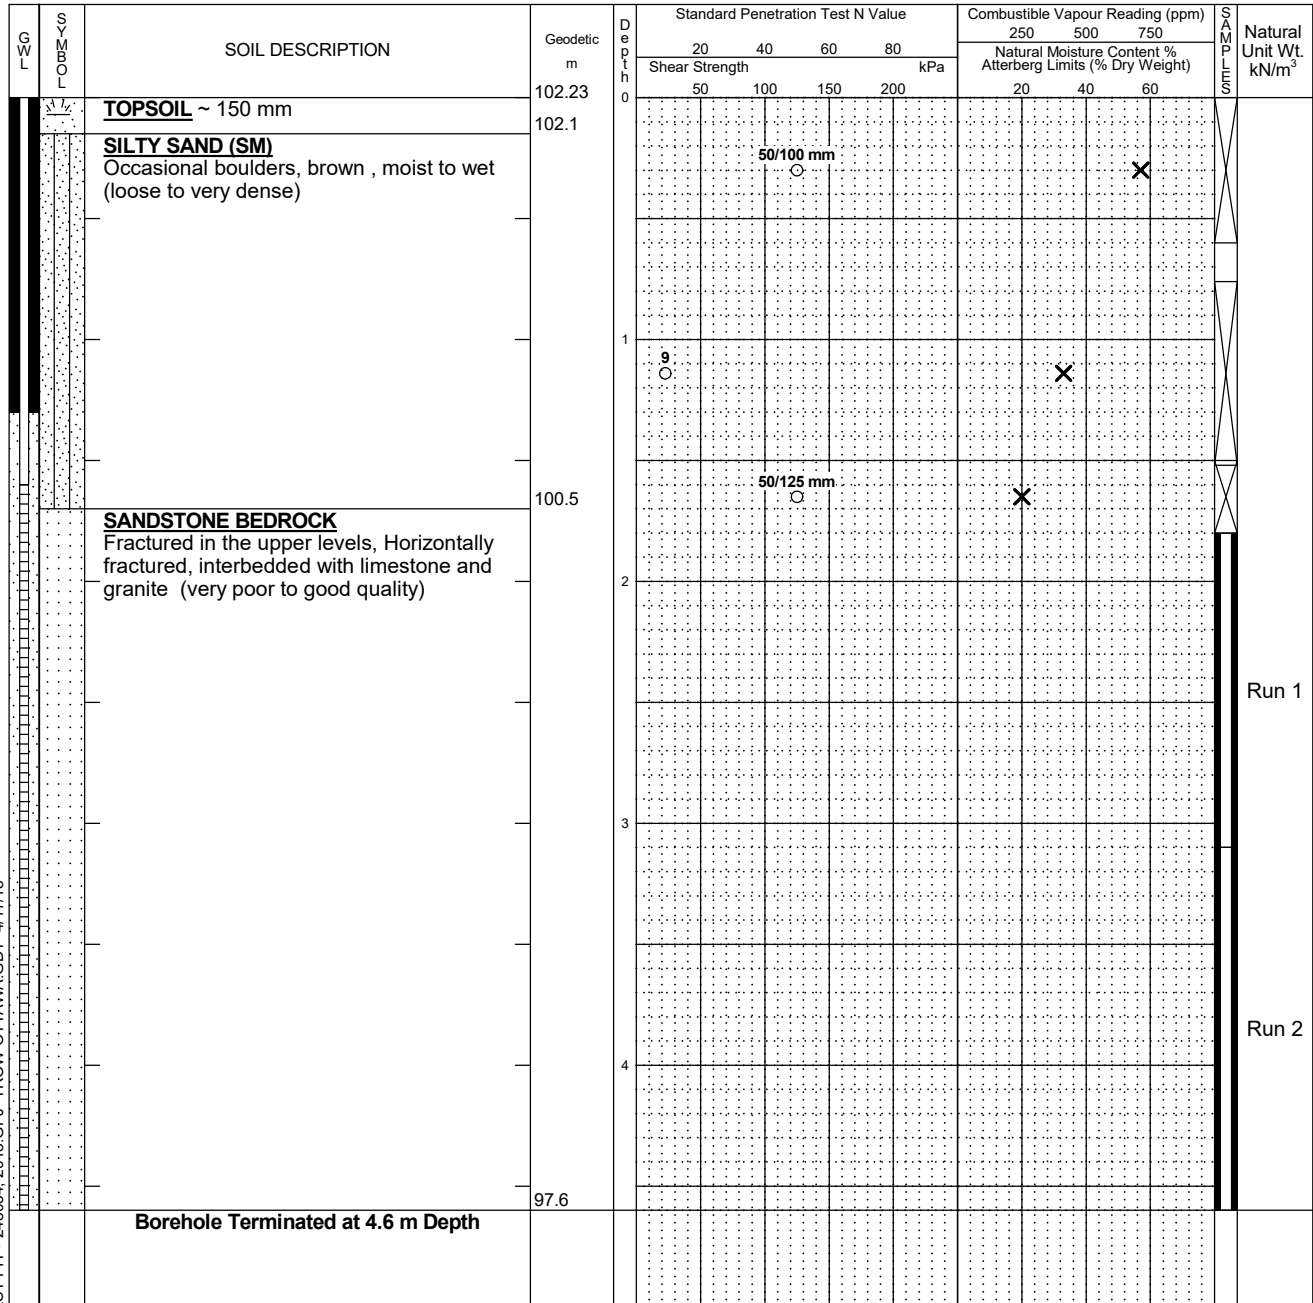 GWL
SYMBOL
SOIL DESCRIPTION
Geodetic
m
Depth
Standard Penetration Test N Value
20 40 60 80
Shear Strength kPa
50 100 150 200
Combustible Vapour Reading (ppm)
250 500 750
Natural Moisture Content %
Atterberg Limits (% Dry Weight)
20 40 60
SAMPLES
Natural
Unit Wt.
kN/m³
102.23
0
TOPSOIL ~ 150 mm
102.1
SILTY SAND (SM)
Occasional boulders, brown , moist to wet
(loose to very dense)
50/100 mm
1
9
50/125 mm
100.5
SANDSTONE BEDROCK
Fractured in the upper levels, Horizontally
fractured, interbedded with limestone and
granite (very poor to good quality)
2
Run 1
3
Run 2
4
97.6
Borehole Terminated at 4.6 m Depth